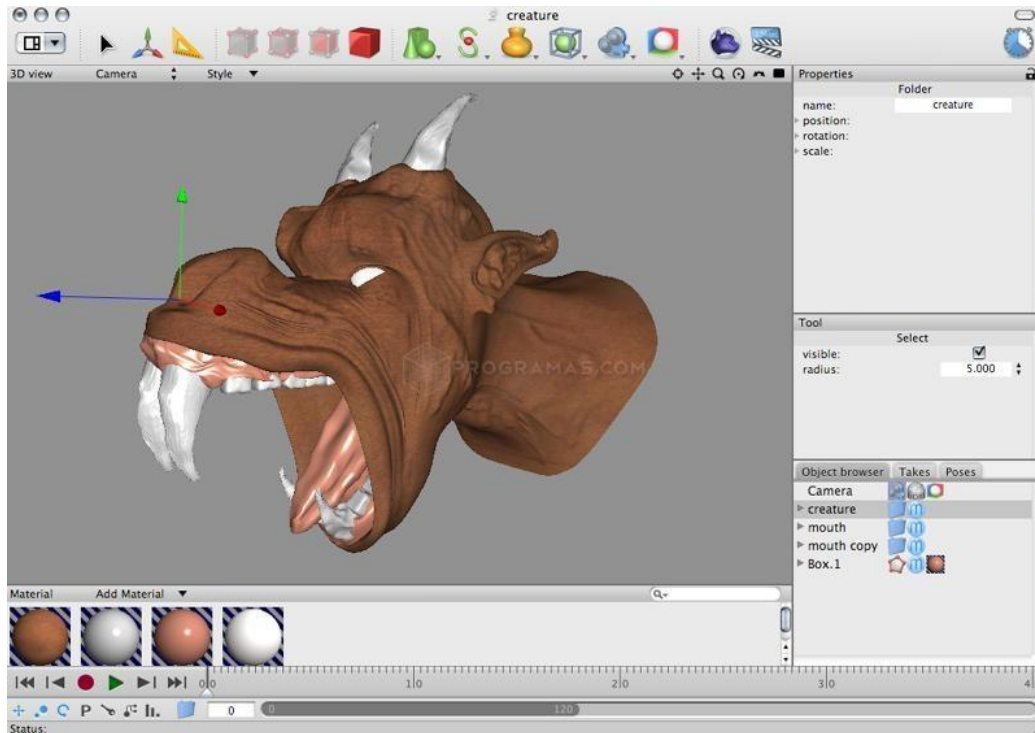 creature
3D view Camera Style
Properties
Folder
name: creature
position:
rotation:
scale:
PROGRAMAS.COM
Tool
Select
visible:
radius: 5.000
Object browser Takes Poses
Camera
creature
mouth
mouth copy
Box.1
Material Add Material
0|0 1|0 2|0 3|0 4
P 0 0 120
Status: